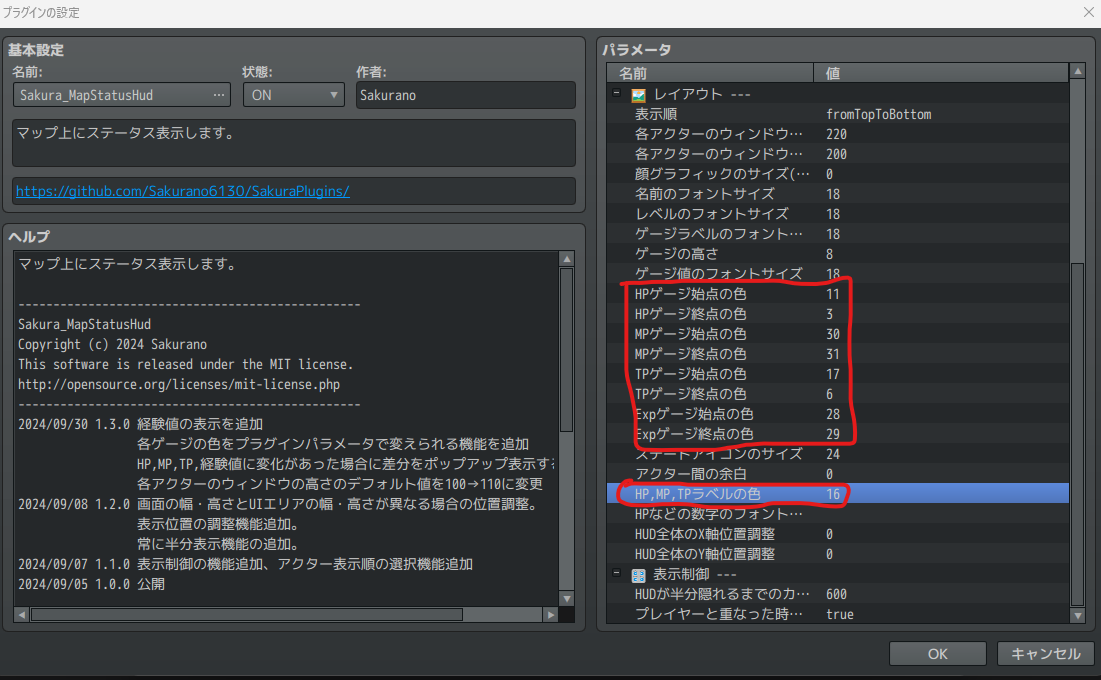 プラグインの設定
基本設定
名前:
状態:
作者:
Sakura_MapStatusHud ...
ON
Sakurano
マップ上にステータス表示します。
https://github.com/Sakurano6130/SakuraPlugins/
ヘルプ
マップ上にステータス表示します。
-------------------------------------------------
Sakura_MapStatusHud
Copyright (c) 2024 Sakurano
This software is released under the MIT license.
http://opensource.org/licenses/mit-license.php
-------------------------------------------------
2024/09/30 1.3.0 経験値の表示を追加
各ゲージの色をプラグインパラメータで変えられる機能を追加
HP,MP,TP,経験値に変化があった場合に差分をポップアップ表示する
各アクターのウィンドウの高さのデフォルト値を100→110に変更
2024/09/08 1.2.0 画面の幅・高さとUIエリアの幅・高さが異なる場合の位置調整。
表示位置の調整機能追加。
常に半分表示機能の追加。
2024/09/07 1.1.0 表示制御の機能追加、アクター表示順の選択機能追加
2024/09/05 1.0.0 公開
パラメータ
名前 値
レイアウト ---
表示順 fromTopToBottom
各アクターのウィンドウ… 220
各アクターのウィンドウ… 200
顔グラフィックのサイズ(… 0
名前のフォントサイズ 18
レベルのフォントサイズ 18
ゲージラベルのフォント… 18
ゲージの高さ 8
ゲージ値のフォントサイズ 18
HPゲージ始点の色 11
HPゲージ終点の色 3
MPゲージ始点の色 30
MPゲージ終点の色 31
TPゲージ始点の色 17
TPゲージ終点の色 6
Expゲージ始点の色 28
Expゲージ終点の色 29
ステートアイコンのサイズ 24
アクター間の余白 0
HP,MP,TPラベルの色 16
HPなどの数字のフォント…
HUD全体のX軸位置調整 0
HUD全体のY軸位置調整 0
表示制御 ---
HUDが半分隠れるまでのカ… 600
プレイヤーと重なった時… true
OK
キャンセル